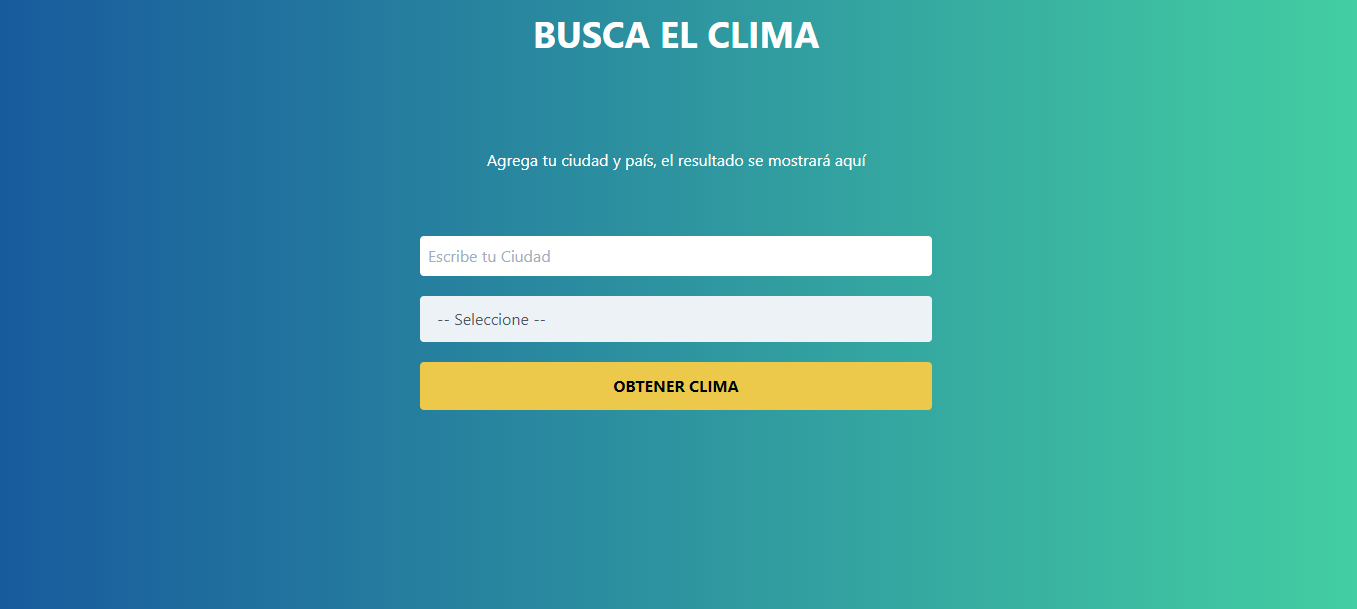 BUSCA EL CLIMA
Agrega tu ciudad y país, el resultado se mostrará aquí
Escribe tu Ciudad
-- Seleccione --
OBTENER CLIMA